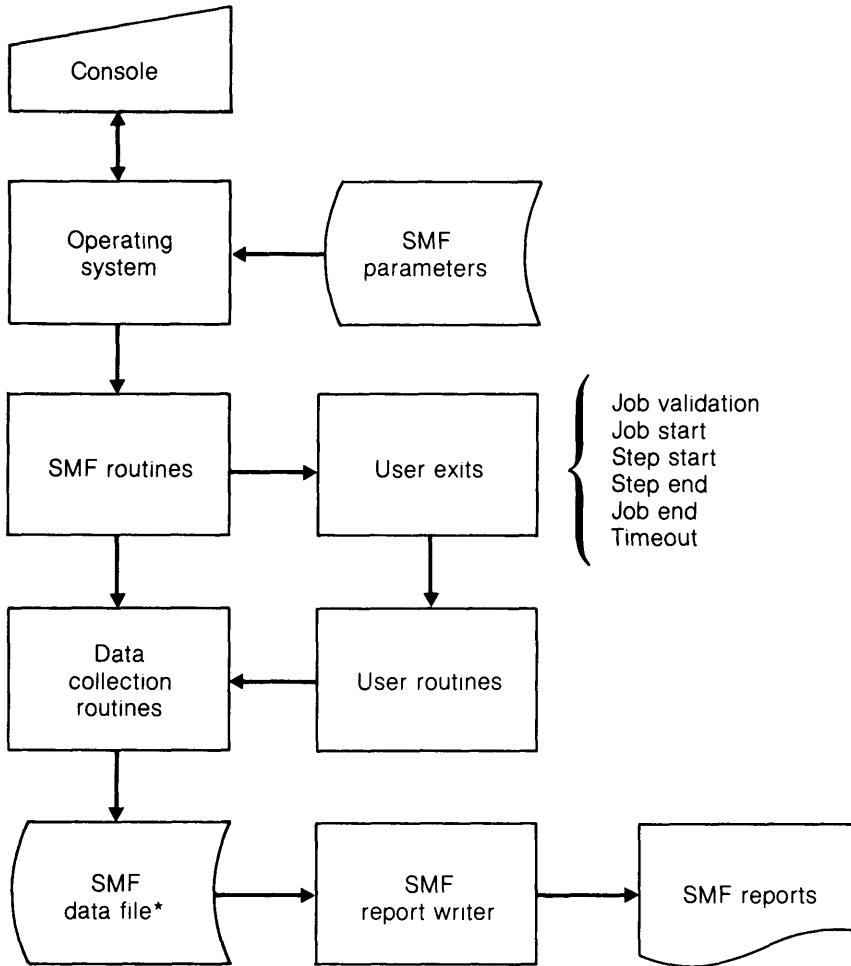 Console
Operating
system
SMF
parameters
SMF routines
User exits
Job validation
Job start
Step start
Step end
Job end
Timeout
Data
collection
routines
User routines
SMF
data file*
SMF
report writer
SMF reports